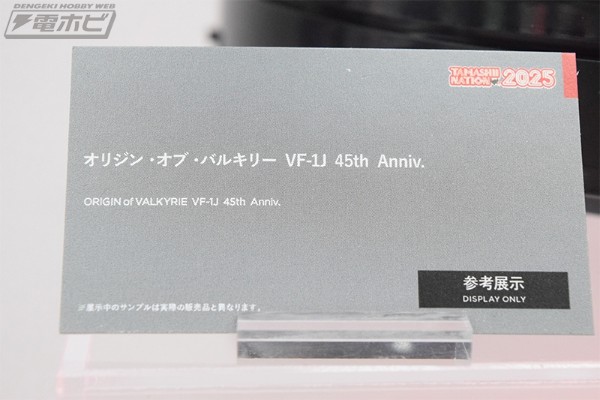 DENGEKI HOBBY WEB
電ホビ
TAMASHII
NATION 2025
オリジン・オブ・バルキリー VF-1J 45th Anniv.
ORIGIN of VALKYRIE VF-1J 45th Anniv.
参考展示
DISPLAY ONLY
※展示中のサンプルは実際の販売品と異なります。